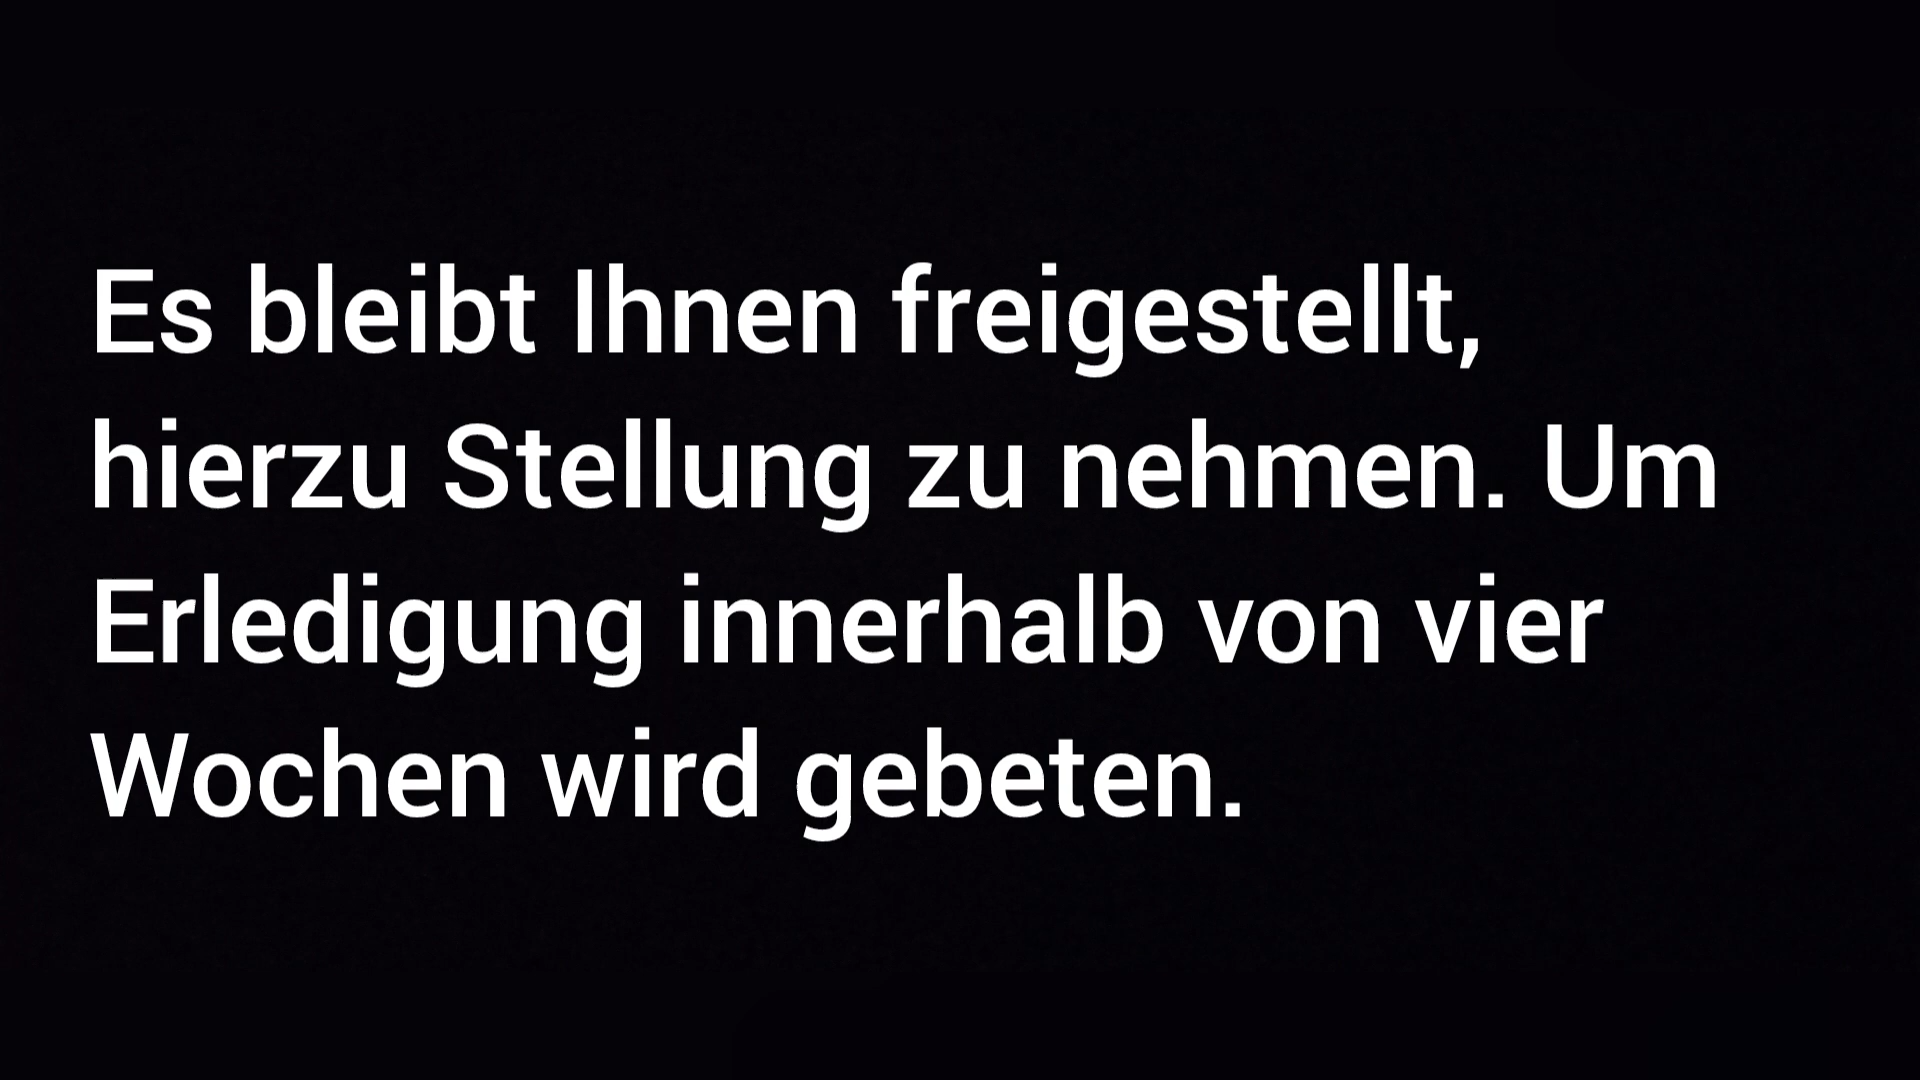 Es bleibt Ihnen freigestellt,
hierzu Stellung zu nehmen. Um
Erledigung innerhalb von vier
Wochen wird gebeten.